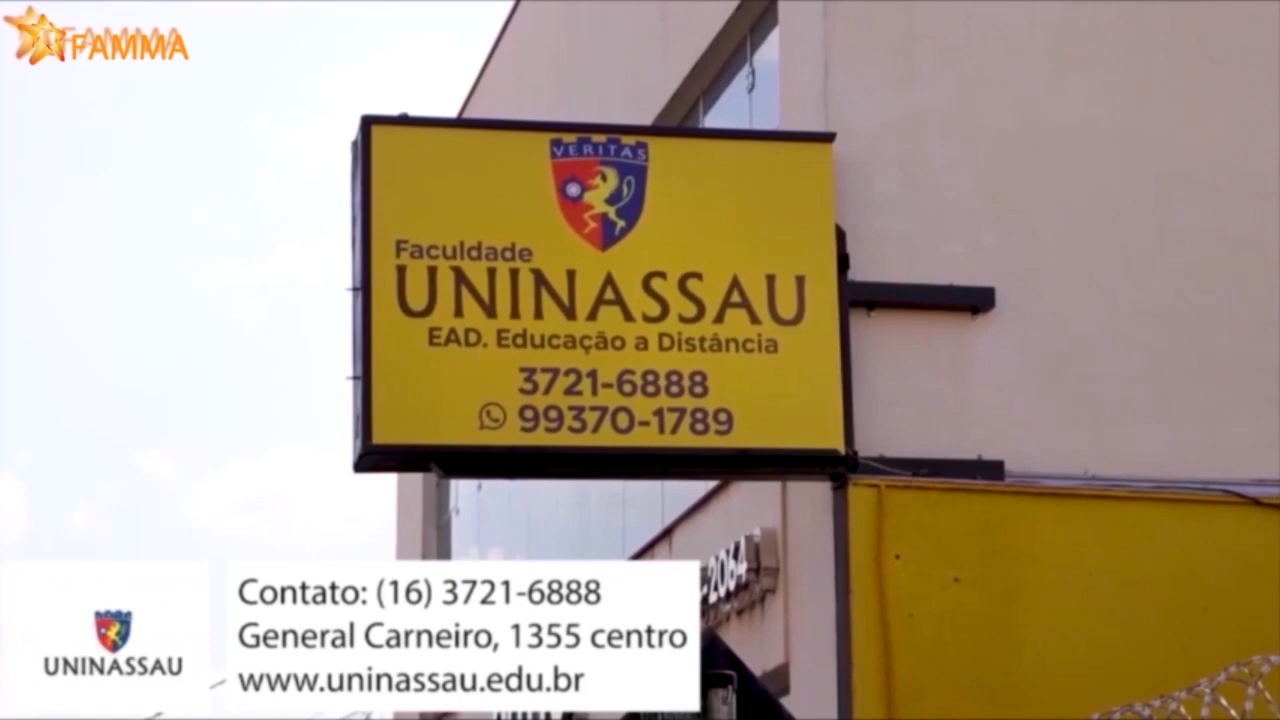 FAMMA
VERITAS
Faculdade
UNINASSAU
EAD. Educação a Distância
3721-6888
99370-1789
-2064
Contato: (16) 3721-6888
General Carneiro, 1355 centro
www.uninassau.edu.br
UNINASSAU